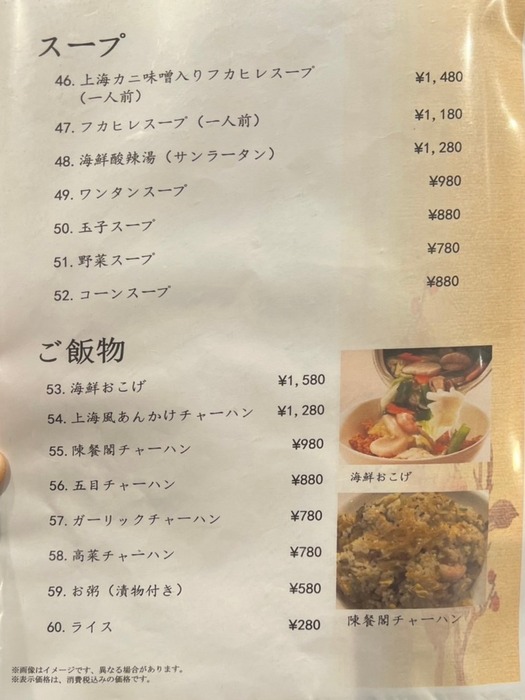 スープ
46. 上海カニ味噌入りフカヒレスープ ¥1,480
(一人前)
47. フカヒレスープ(一人前) ¥1,180
48. 海鮮酸辣湯(サンラータン) ¥1,280
49. ワンタンスープ ¥980
50. 玉子スープ ¥880
51. 野菜スープ ¥780
52. コーンスープ ¥880
ご飯物
53. 海鮮おこげ ¥1,580
54. 上海風あんかけチャーハン ¥1,280
55. 陳餐閣チャーハン ¥980
56. 五目チャーハン ¥880
57. ガーリックチャーハン ¥780
58. 高菜チャーハン ¥780
59. お粥(漬物付き) ¥580
60. ライス ¥280
海鮮おこげ
陳餐閣チャーハン
※画像はイメージです、異なる場合があります。
※表示価格は、消費税込みの価格です。